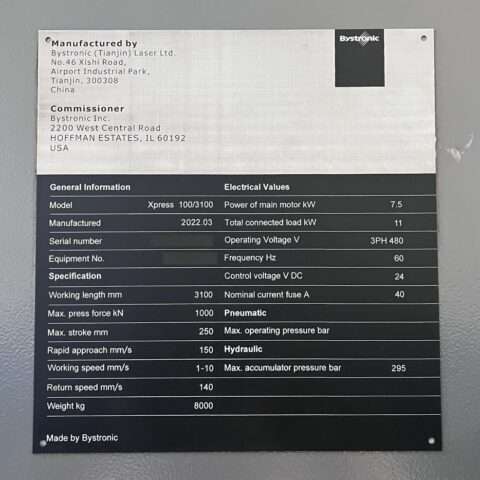 Bystronic
Manufactured by
Bystronic (Tianjin) Laser Ltd.
No.46 Xishi Road,
Airport Industrial Park,
Tianjin, 300308
China
Commissioner
Bystronic Inc.
2200 West Central Road
HOFFMAN ESTATES, IL 60192
USA
General Information
Model Xpress 100/3100
Manufactured 2022.03
Serial number
Equipment No.
Specification
Working length mm 3100
Max. press force kN 1000
Max. stroke mm 250
Rapid approach mm/s 150
Working speed mm/s 1-10
Return speed mm/s 140
Weight kg 8000
Electrical Values
Power of main motor kW 7.5
Total connected load kW 11
Operating Voltage V 3PH 480
Frequency Hz 60
Control voltage V DC 24
Nominal current fuse A 40
Pneumatic
Max. operating pressure bar
Hydraulic
Max. accumulator pressure bar 295
Made by Bystronic